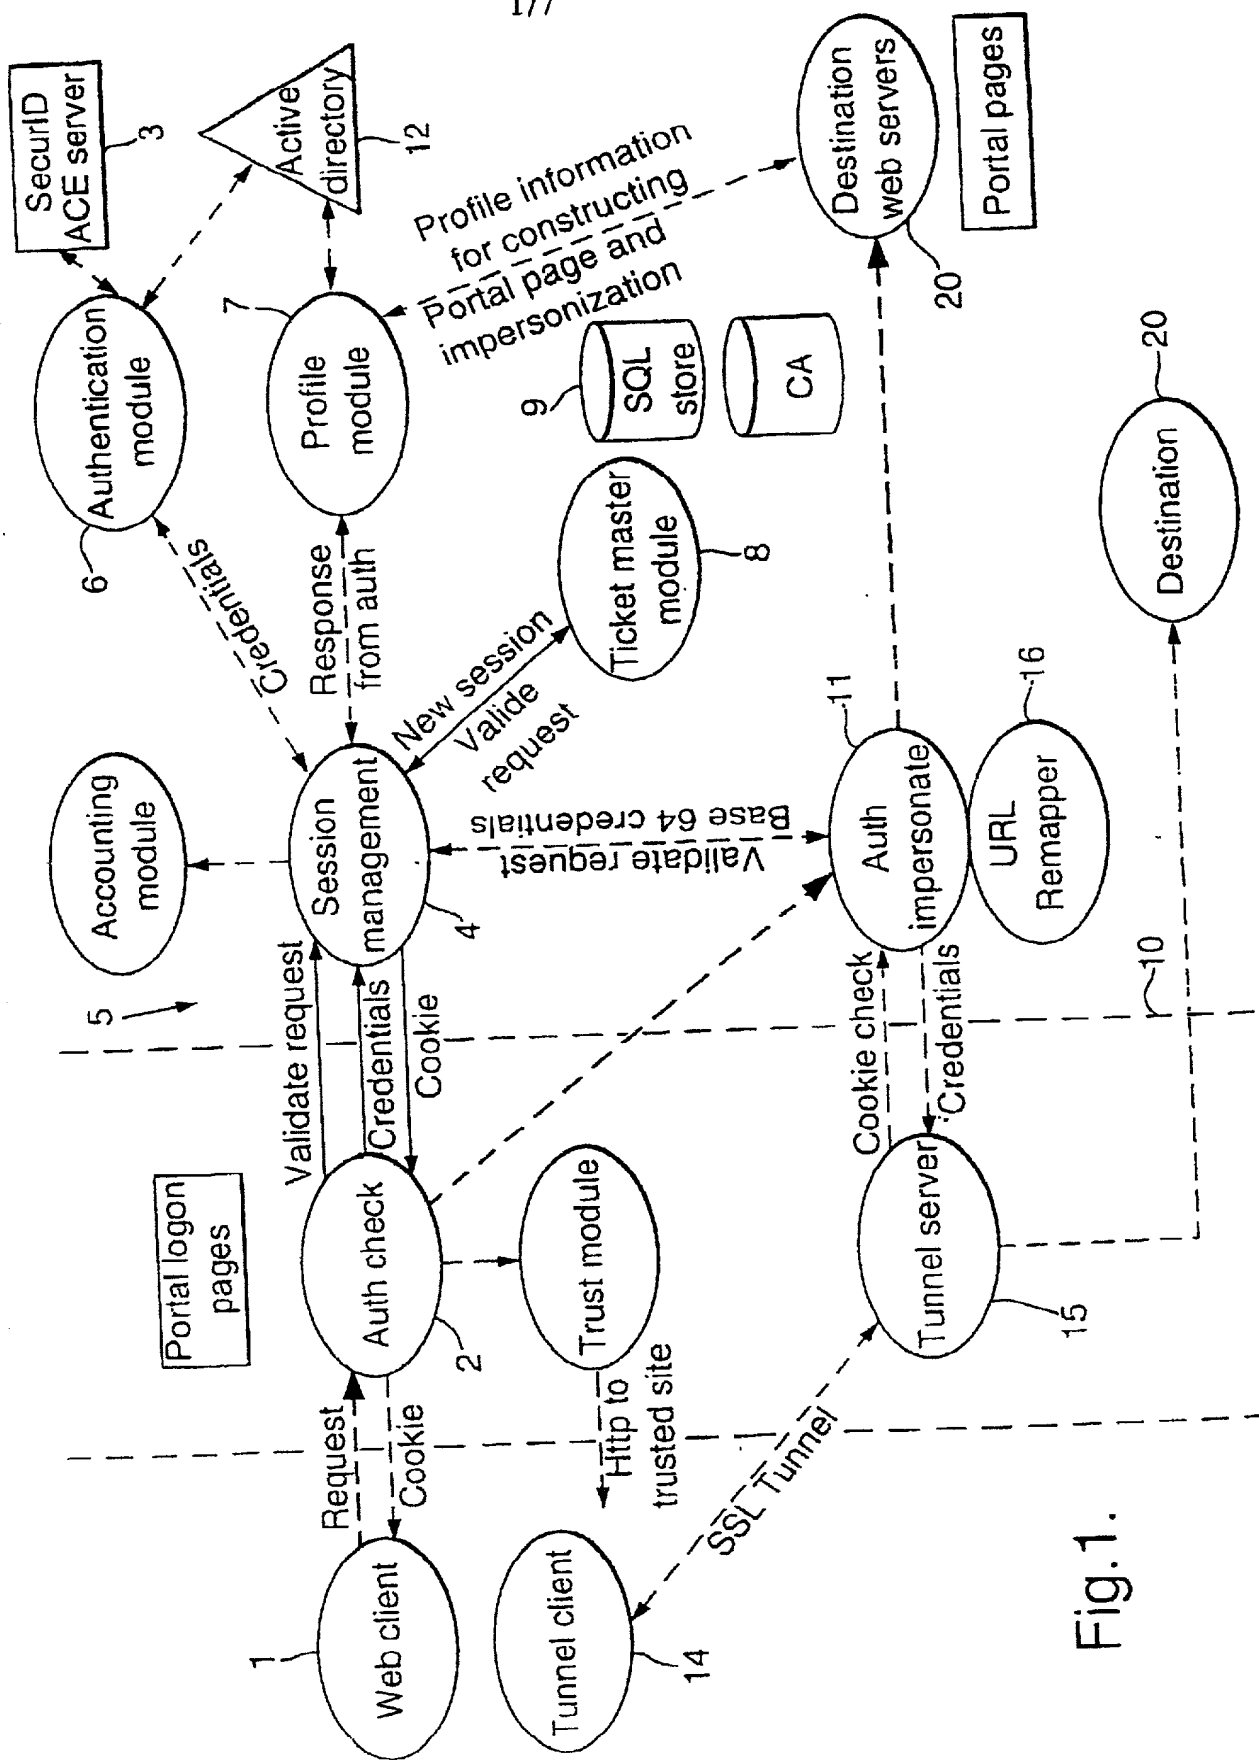 1/7
SecurID
ACE server
3
Active
directory
12
Authentication
module
6
Profile
module
7
Profile information
for constructing
Portal page and
impersonization
Destination
web servers
20
Portal pages
SQL
store
9
CA
Credentials
Response
from auth
Ticket master
module
8
New session
Valide
request
Accounting
module
5
Session
management
4
Validate request
Base 64 credentials
Auth
impersonate
11
URL
Remapper
16
Destination
20
10
Validate request
Credentials
Cookie
Cookie check
Credentials
Portal logon
pages
Auth check
2
Trust module
Tunnel server
15
Request
Cookie
Http to
trusted site
SSL Tunnel
Web client
1
Tunnel client
14
Fig.1.